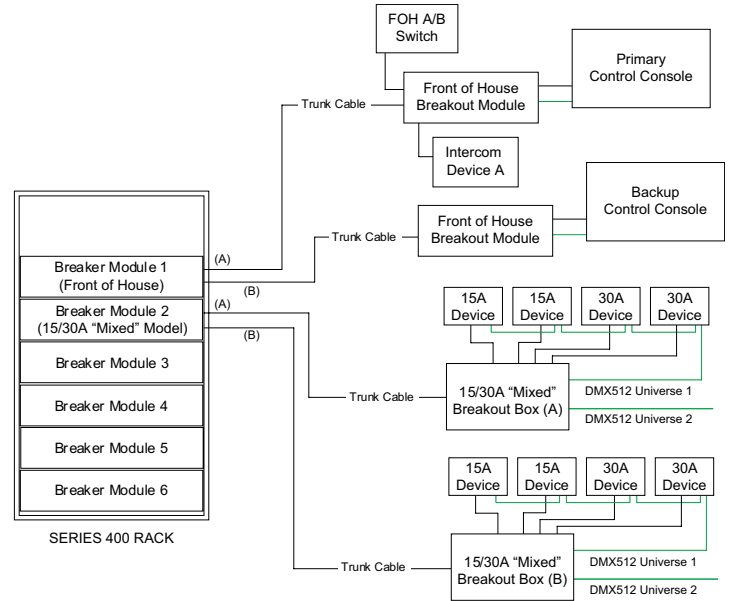 FOH A/B
Switch
Primary
Control Console
Front of House
Breakout Module
Trunk Cable
Intercom
Device A
Backup
Control Console
Front of House
Breakout Module
Trunk Cable
Breaker Module 1
(Front of House)
(A)
(B)
Breaker Module 2
(15/30A “Mixed” Model)
(A)
(B)
Breaker Module 3
Breaker Module 4
Breaker Module 5
Breaker Module 6
SERIES 400 RACK
15A
Device
15A
Device
30A
Device
30A
Device
15/30A “Mixed”
Breakout Box (A)
Trunk Cable
DMX512 Universe 1
DMX512 Universe 2
15A
Device
15A
Device
30A
Device
30A
Device
15/30A “Mixed”
Breakout Box (B)
Trunk Cable
DMX512 Universe 1
DMX512 Universe 2